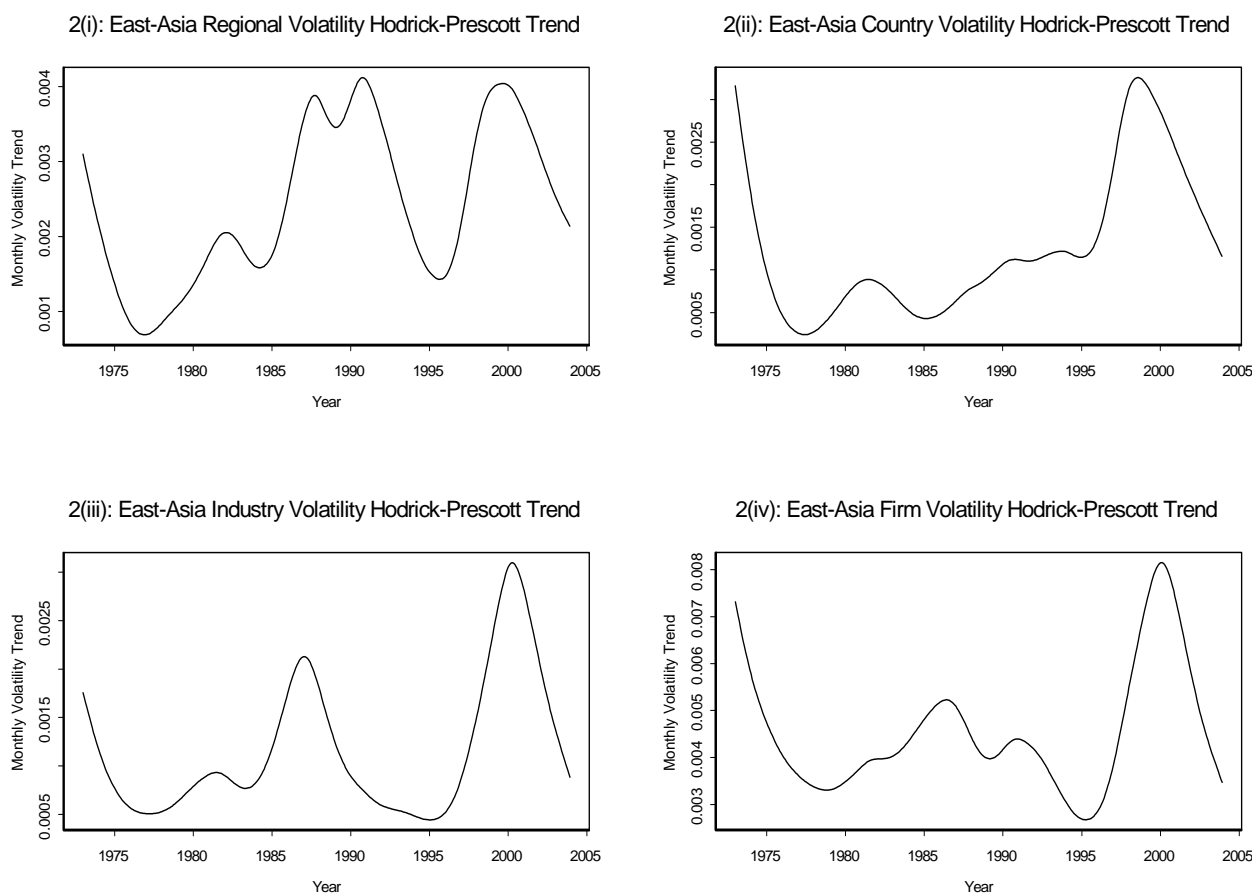 2(i): East-Asia Regional Volatility Hodrick-Prescott Trend
Monthly Volatility Trend
0.004
0.003
0.002
0.001
1975 1980 1985 1990 1995 2000 2005
Year
2(ii): East-Asia Country Volatility Hodrick-Prescott Trend
Monthly Volatility Trend
0.0025
0.0015
0.0005
1975 1980 1985 1990 1995 2000 2005
Year
2(iii): East-Asia Industry Volatility Hodrick-Prescott Trend
Monthly Volatility Trend
0.0025
0.0015
0.0005
1975 1980 1985 1990 1995 2000 2005
Year
2(iv): East-Asia Firm Volatility Hodrick-Prescott Trend
Monthly Volatility Trend
0.008
0.007
0.006
0.005
0.004
0.003
1975 1980 1985 1990 1995 2000 2005
Year